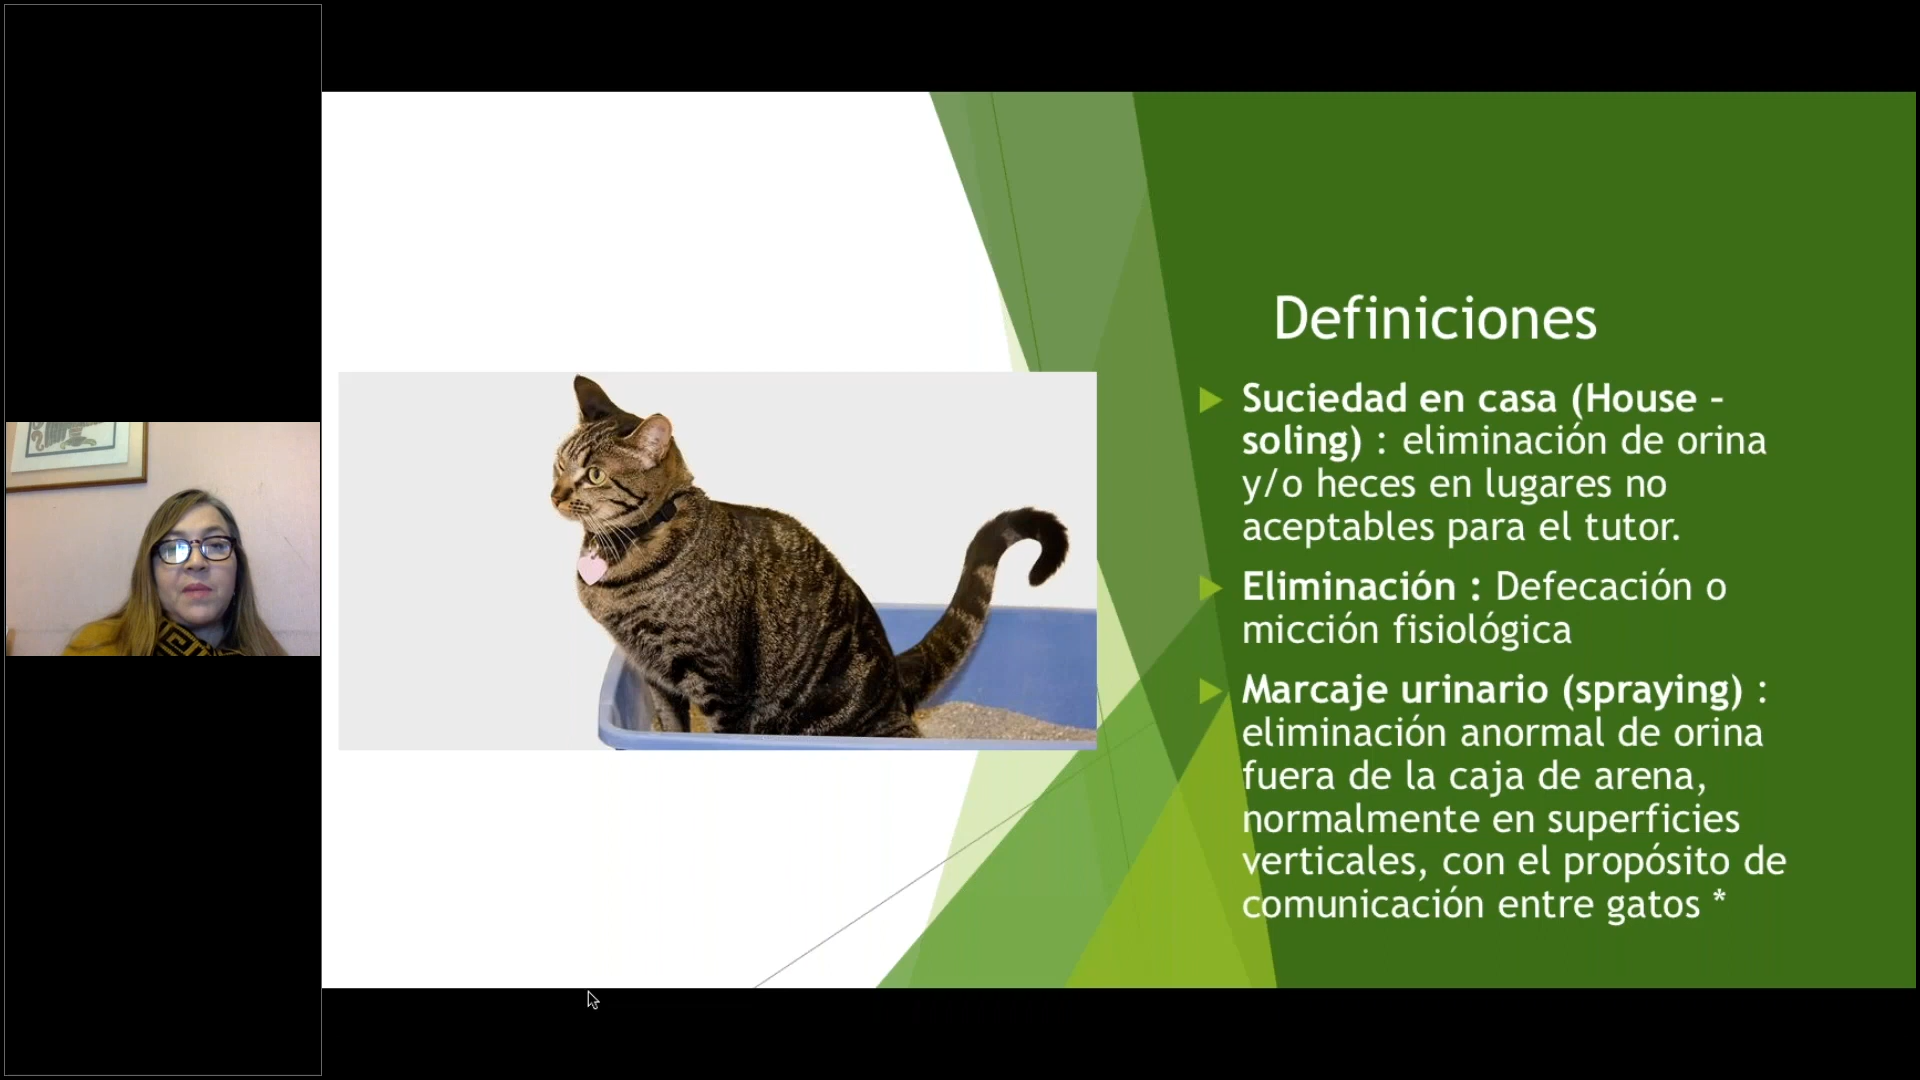 Definiciones
Suciedad en casa (House –
soling) : eliminación de orina
y/o heces en lugares no
aceptables para el tutor.
Eliminación : Defecación o
micción fisiológica
Marcaje urinario (spraying) :
eliminación anormal de orina
fuera de la caja de arena,
normalmente en superficies
verticales, con el propósito de
comunicación entre gatos *